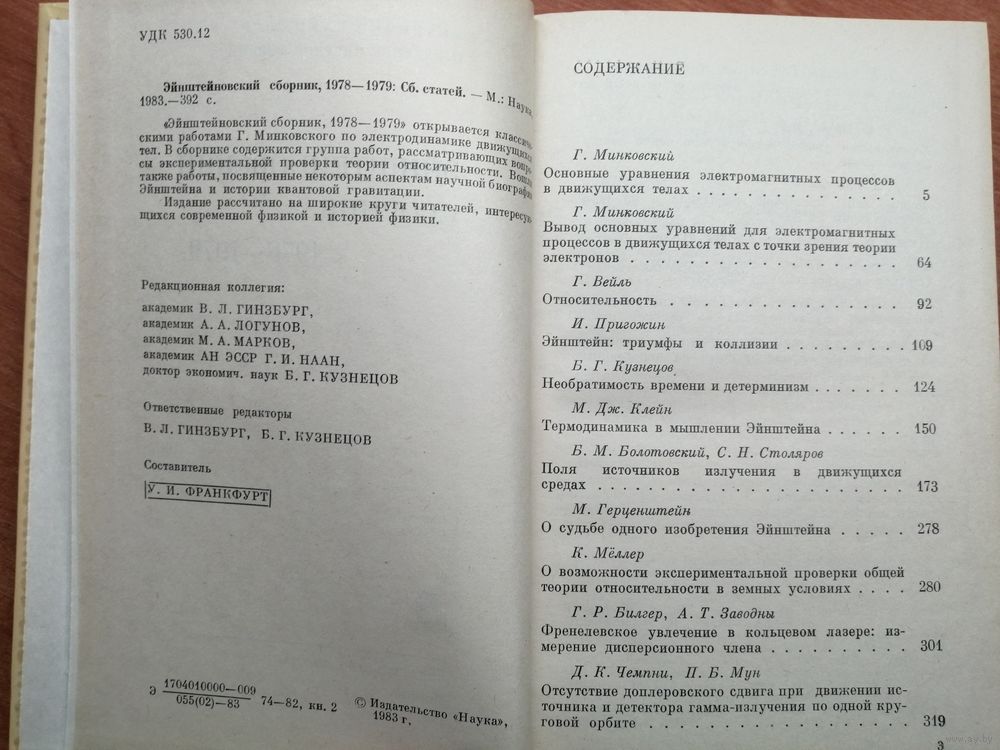 УДК 530.12
Эйнштейновский сборник, 1978—1979: Сб. статей. — М.: Наука,
1983.—392 с.
«Эйнштейновский сборник, 1978—1979» открывается классиче-
скими работами Г. Минковского по электродинамике движущихся
тел. В сборнике содержится группа работ, рассматривающих вопро-
сы экспериментальной проверки теории относительности. Вошли
также работы, посвященные некоторым аспектам научной биографии
Эйнштейна и истории квантовой гравитации.
Издание рассчитано на широкие круги читателей, интересую-
щихся современной физикой и историей физики.
Редакционная коллегия:
академик В. Л. ГИНЗБУРГ,
академик А. А. ЛОГУНОВ,
академик М. А. МАРКОВ,
академик АН ЭССР Г. И. НААН,
доктор экономич. наук Б. Г. КУЗНЕЦОВ
Ответственные редакторы
В. Л. ГИНЗБУРГ, Б. Г. КУЗНЕЦОВ
Составитель
У. И. ФРАНКФУРТ
Э 1704010000—009
055(02)—83 74—82, кн. 2
© Издательство «Наука»,
1983 г.
СОДЕРЖАНИЕ
Г. Минковский
Основные уравнения электромагнитных процессов
в движущихся телах . . . . . . . . . . . . . . 5
Г. Минковский
Вывод основных уравнений для электромагнитных
процессов в движущихся телах с точки зрения теории
электронов . . . . . . . . . . . . . . . . . . 64
Г. Вейль
Относительность . . . . . . . . . . . . . . . 92
И. Пригожин
Эйнштейн: триумфы и коллизии . . . . . . . . . 109
Б. Г. Кузнецов
Необратимость времени и детерминизм . . . . . . . 124
М. Дж. Клейн
Термодинамика в мышлении Эйнштейна . . . . . . 150
Б. М. Болотовский, С. Н. Столяров
Поля источников излучения в движущихся
средах . . . . . . . . . . . . . . . . . . . . 173
М. Герценштейн
О судьбе одного изобретения Эйнштейна . . . . . . 278
К. Мёллер
О возможности экспериментальной проверки общей
теории относительности в земных условиях . . . . 280
Г. Р. Билгер, А. Т. Заводны
Френелевское увлечение в кольцевом лазере: из-
мерение дисперсионного члена . . . . . . . . . . 301
Д. К. Чемпни, П. Б. Мун
Отсутствие доплеровского сдвига при движении ис-
точника и детектора гамма-излучения по одной кру-
говой орбите . . . . . . . . . . . . . . . . . 319
3
www.ay.by